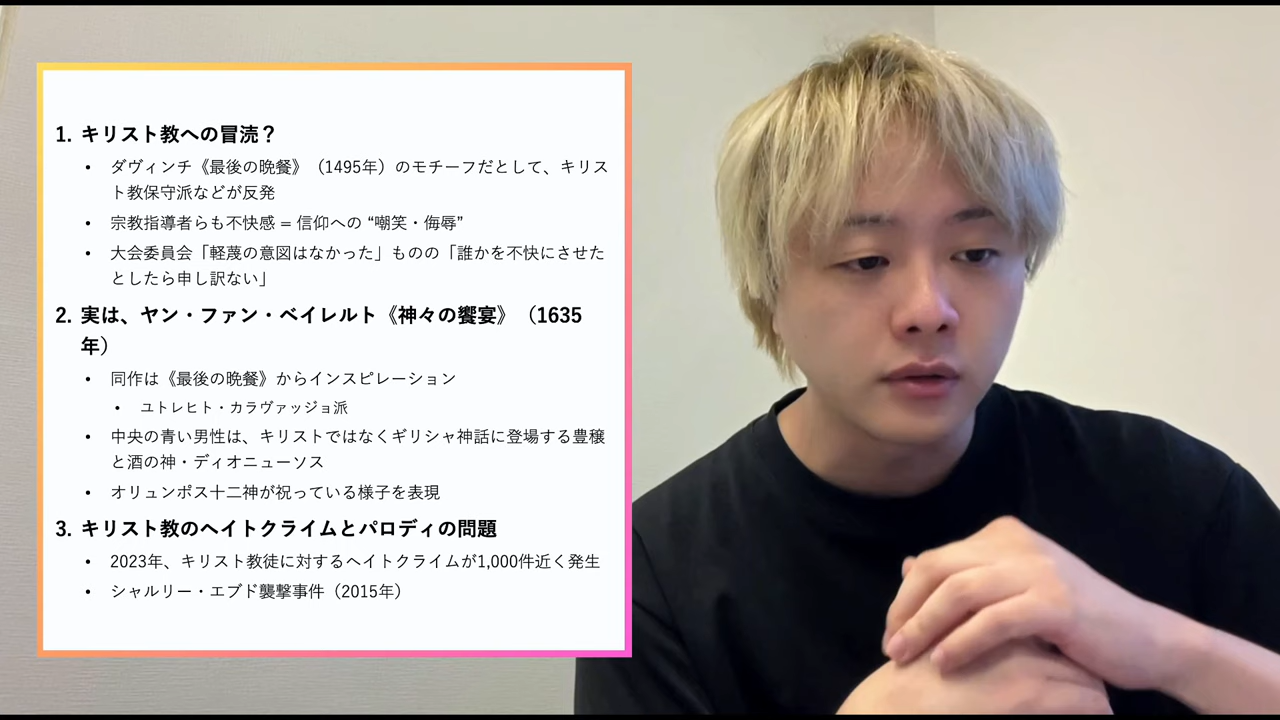 1. キリスト教への冒涜？
• ダヴィンチ《最後の晩餐》（1495年）のモチーフだとして、キリス
ト教保守派などが反発
• 宗教指導者らも不快感 = 信仰への “嘲笑・侮辱”
• 大会委員会「軽蔑の意図はなかった」ものの「誰かを不快にさせた
としたら申し訳ない」
2. 実は、ヤン・ファン・ベイレルト《神々の饗宴》（1635
年）
• 同作は《最後の晩餐》からインスピレーション
• ユトレヒト・カラヴァッジョ派
• 中央の青い男性は、キリストではなくギリシャ神話に登場する豊穣
と酒の神・ディオニューソス
• オリュンポス十二神が祝っている様子を表現
3. キリスト教のヘイトクライムとパロディの問題
• 2023年、キリスト教徒に対するヘイトクライムが1,000件近く発生
• シャルリー・エブド襲撃事件（2015年）